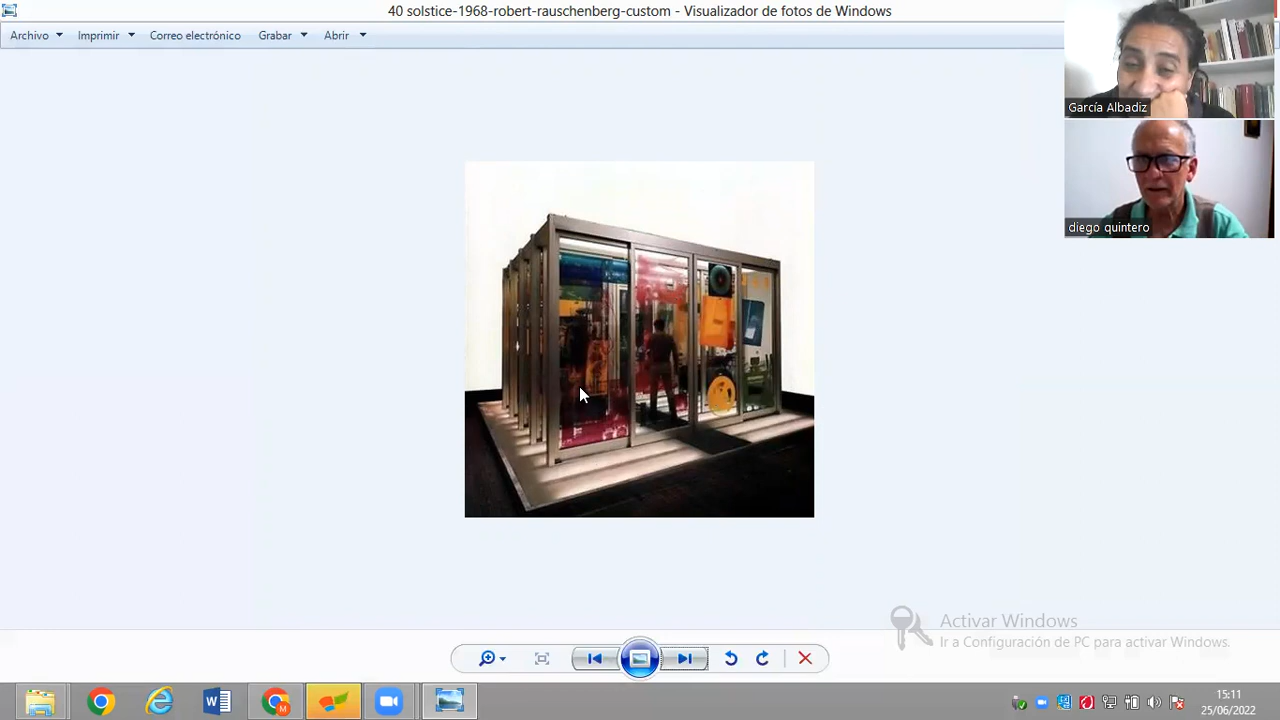 40 solstice-1968-robert-rauschenberg-custom - Visualizador de fotos de Windows
Archivo Imprimir Correo electrónico Grabar Abrir
García Albadiz
diego quintero
Activar Windows
Ir a Configuración de PC para activar Windows.
15:11
25/06/2022